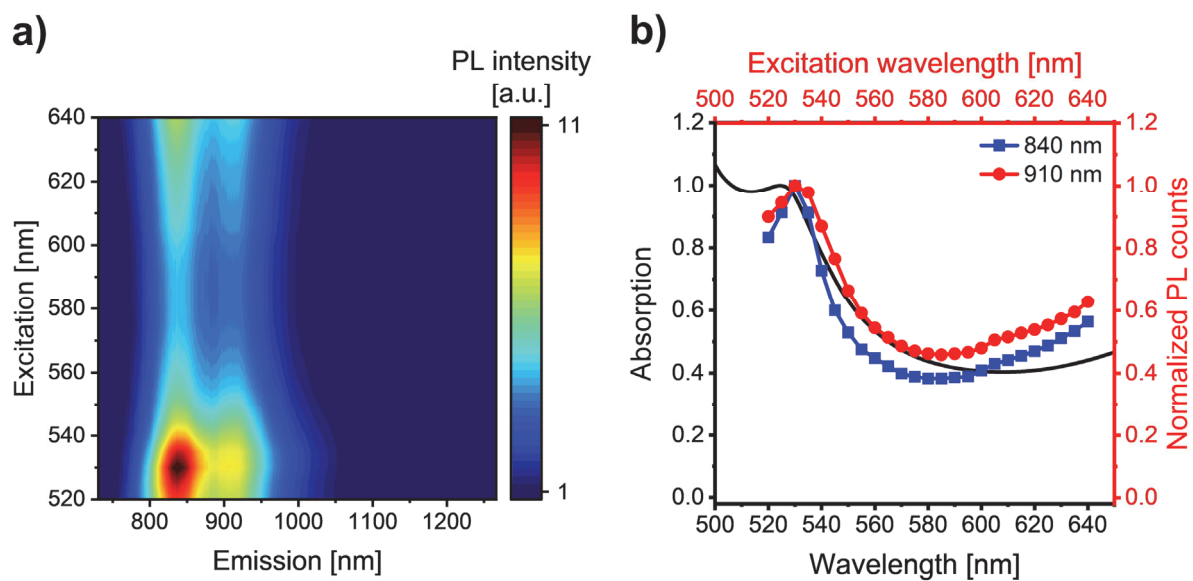 a)
PL intensity
[a.u.]
11
1
640
620
600
580
560
540
520
Excitation [nm]
800 900 1000 1100 1200
Emission [nm]
b)
Excitation wavelength [nm]
500 520 540 560 580 600 620 640
1.2
1.0
0.8
0.6
0.4
0.2
0.0
Absorption
840 nm
910 nm
1.2
1.0
0.8
0.6
0.4
0.2
0.0
Normalized PL counts
500 520 540 560 580 600 620 640
Wavelength [nm]